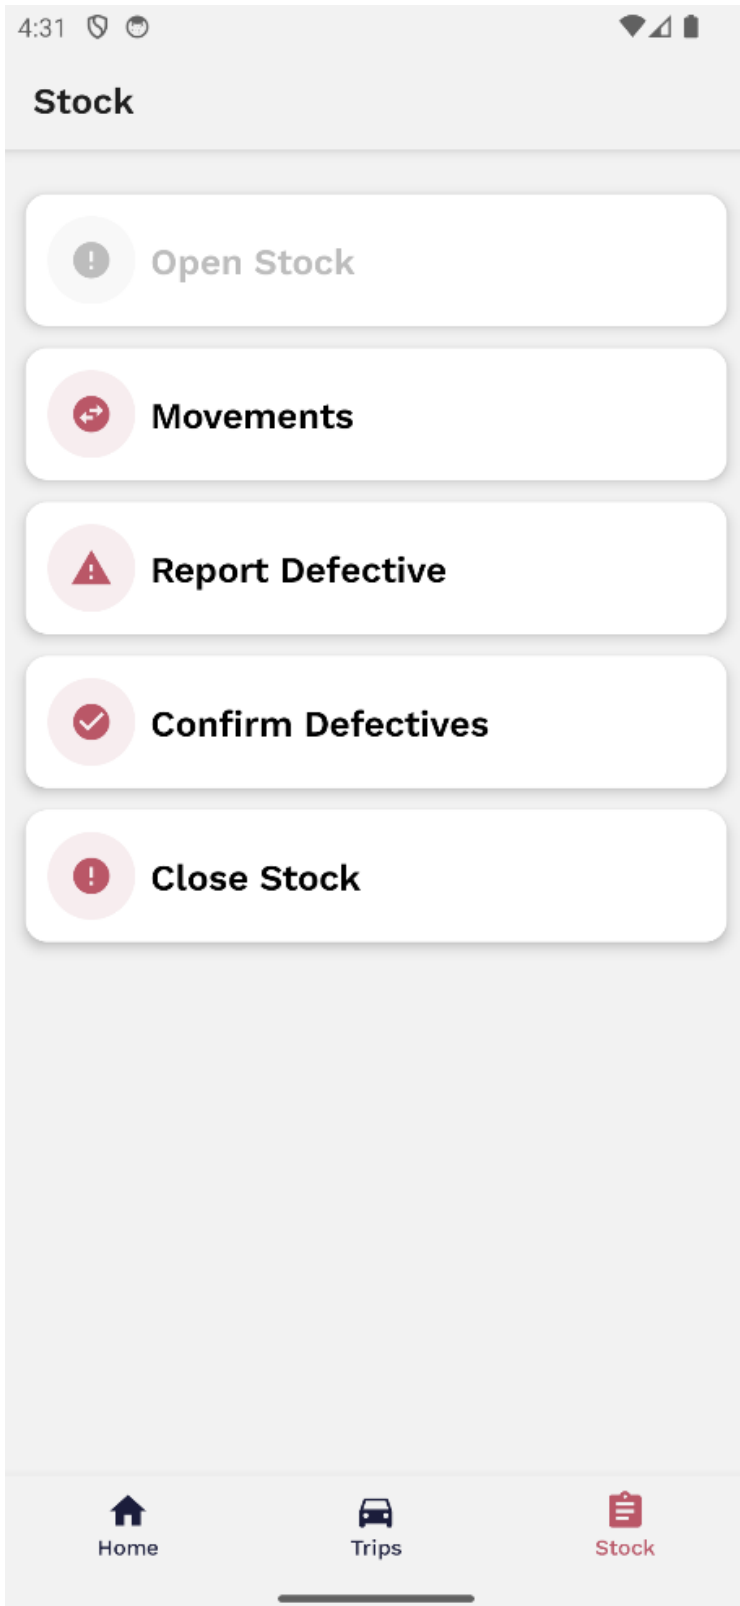 4:31
Stock
Open Stock
Movements
Report Defective
Confirm Defectives
Close Stock
Home Trips Stock